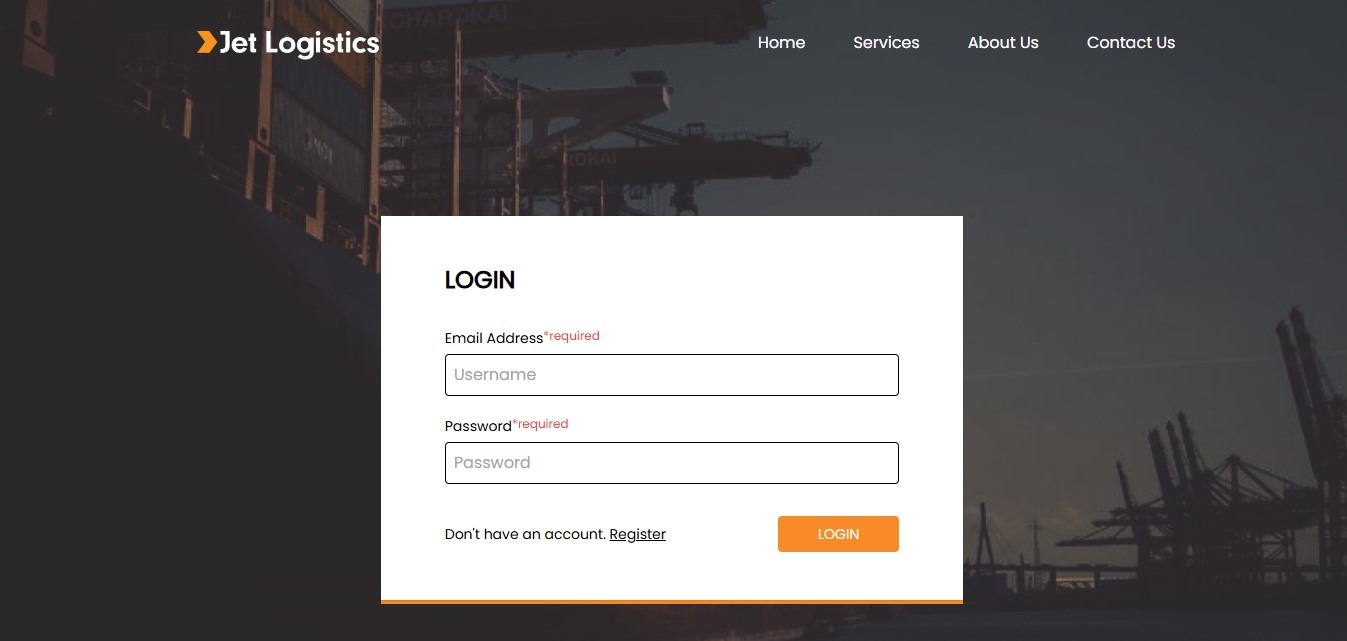 Jet Logistics
Home Services About Us Contact Us
LOGIN
Email Address*required
Username
Password*required
Password
Don't have an account. Register
LOGIN